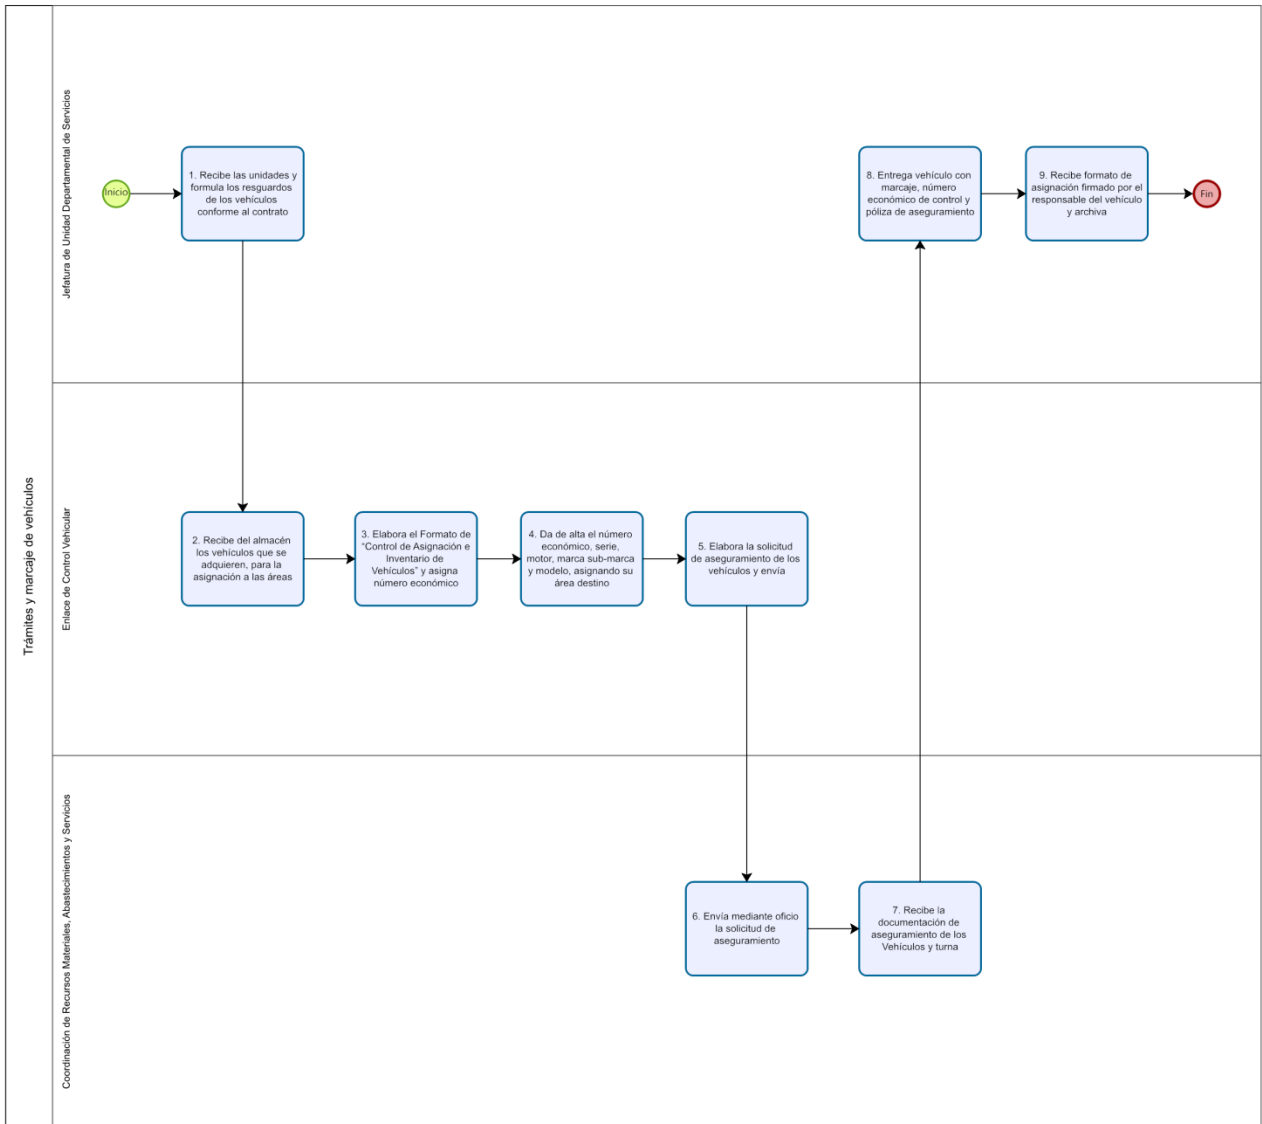 Trámites y marcaje de vehículos
Jefatura de Unidad Departamental de Servicios
Inicio
1. Recibe las unidades y
formula los resguardos
de los vehículos
conforme al contrato
8. Entrega vehículo con
marcaje, número
económico de control y
póliza de aseguramiento
9. Recibe formato de
asignación firmado por el
responsable del vehículo
y archiva
Fin
Enlace de Control Vehicular
2. Recibe del almacén
los vehículos que se
adquieren, para la
asignación a las áreas
3. Elabora el Formato de
“Control de Asignación e
Inventario de
Vehículos” y asigna
número económico
4. Da de alta el número
económico, serie,
motor, marca sub-marca
y modelo, asignando su
área destino
5. Elabora la solicitud
de aseguramiento de los
vehículos y envía
Coordinación de Recursos Materiales, Abastecimientos y Servicios
6. Envía mediante oficio
la solicitud de
aseguramiento
7. Recibe la
documentación de
aseguramiento de los
Vehículos y turna